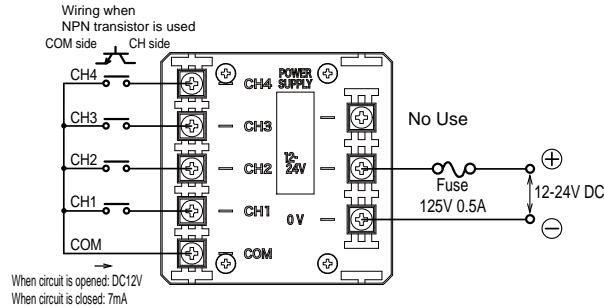 Wiring when
NPN transistor is used
COM side CH side
CH4
CH3
CH2
CH1
COM
When circuit is opened: DC12V
When circuit is closed: 7mA
CH4
CH3
CH2
CH1
COM
POWER
SUPPLY
12-
24V
0 V
No Use
Fuse
125V 0.5A
+
12-24V DC
−